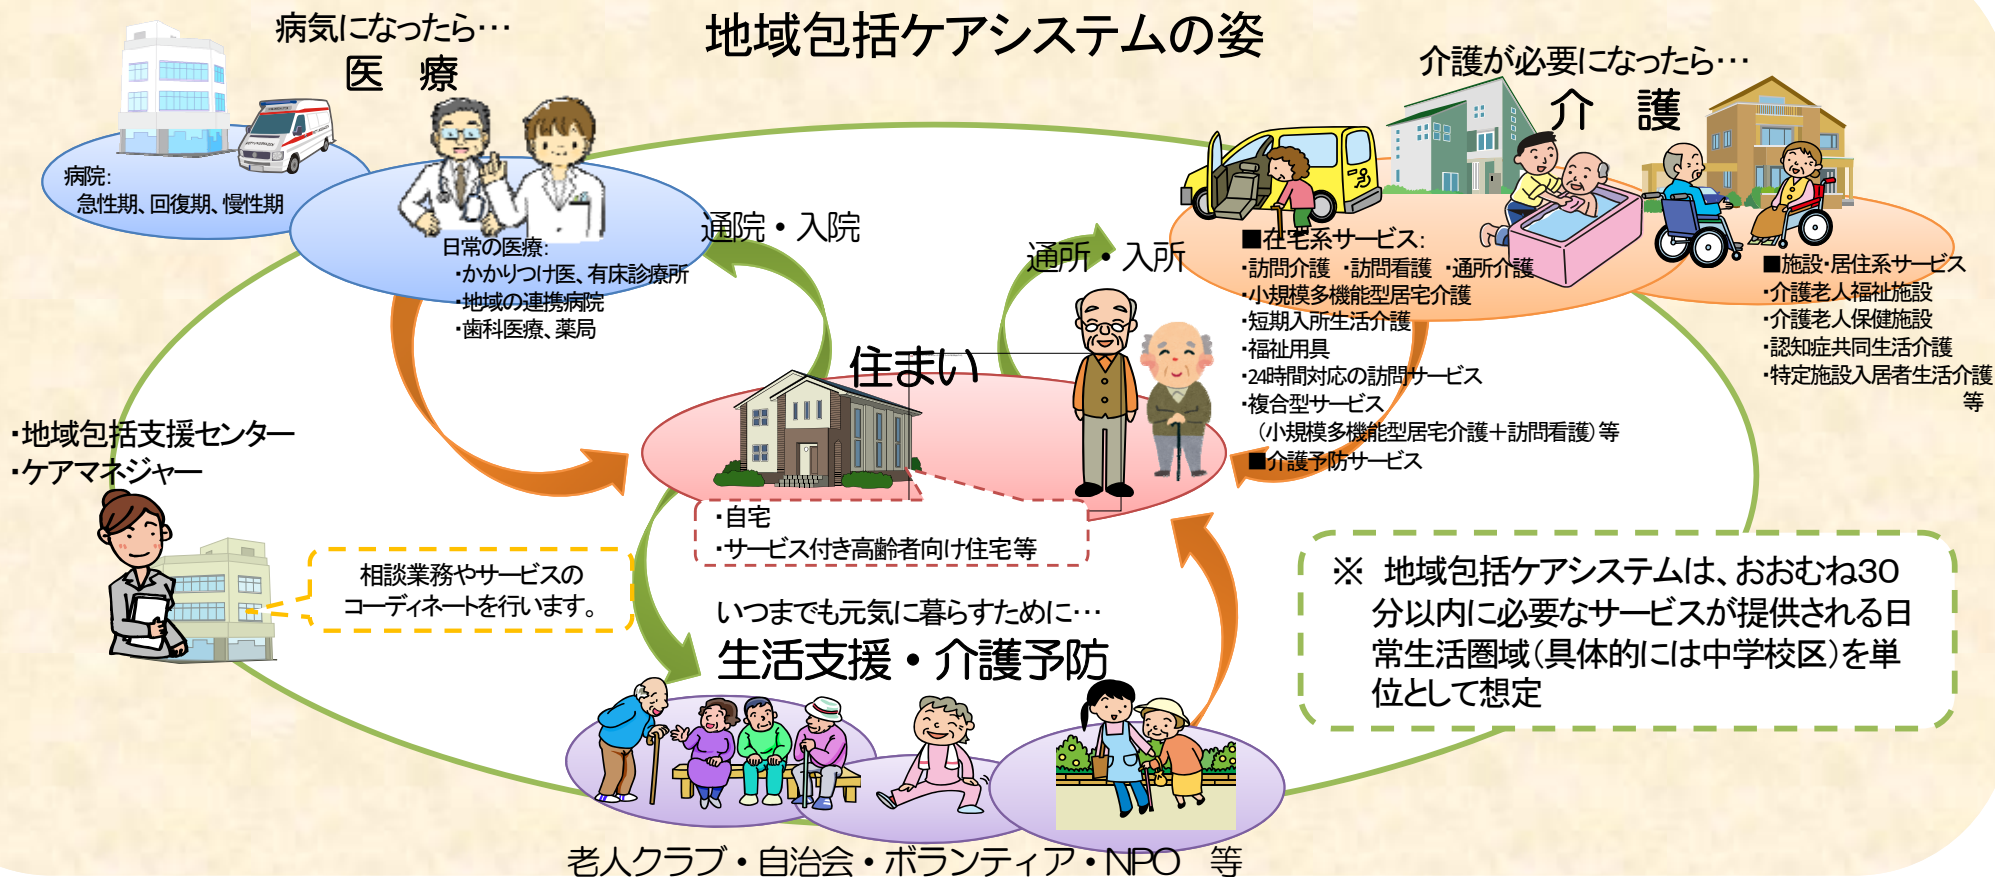 地域包括ケアシステムの姿
病気になったら…
医 療
病院:
急性期、回復期、慢性期
日常の医療:
・かかりつけ医、有床診療所
・地域の連携病院
・歯科医療、薬局
通院・入院
通所・入所
介護が必要になったら…
介 護
■在宅系サービス:
・訪問介護 ・訪問看護 ・通所介護
・小規模多機能型居宅介護
・短期入所生活介護
・福祉用具
・24時間対応の訪問サービス
・複合型サービス
（小規模多機能型居宅介護＋訪問看護）等
■介護予防サービス
■施設・居住系サービス
・介護老人福祉施設
・介護老人保健施設
・認知症共同生活介護
・特定施設入居者生活介護
等
住まい
・自宅
・サービス付き高齢者向け住宅等
・地域包括支援センター
・ケアマネジャー
相談業務やサービスの
コーディネートを行います。
いつまでも元気に暮らすために…
生活支援・介護予防
老人クラブ・自治会・ボランティア・NPO 等
※ 地域包括ケアシステムは、おおむね30
分以内に必要なサービスが提供される日
常生活圏域（具体的には中学校区）を単
位として想定